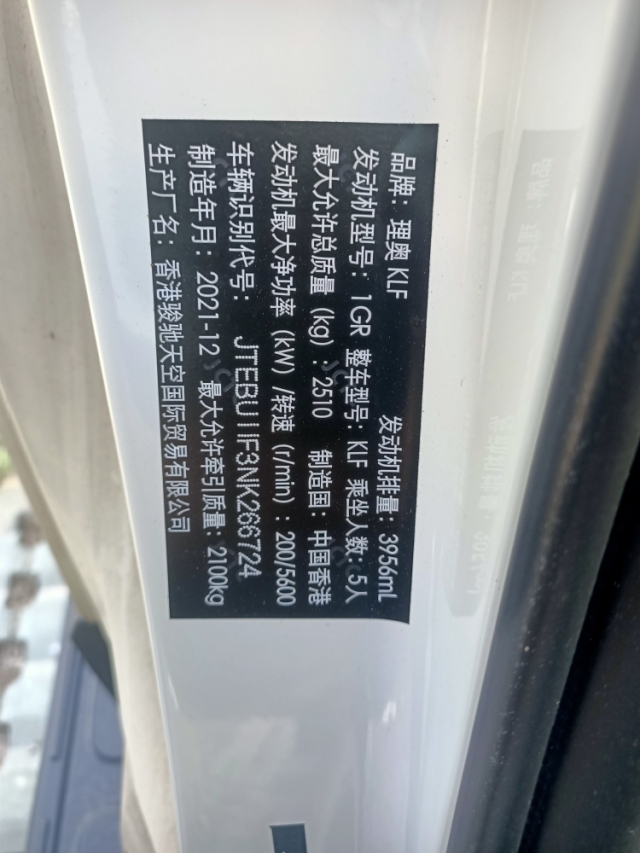 品牌：理奥 KLF 发动机排量：3956mL
发动机型号：1GR 整车型号：KLF 乘坐人数：5人
最大允许总质量（kg）：2510 制造国：中国香港
发动机最大净功率（kW）/转速（r/min）：200/5600
车辆识别代号：JTEBU11F3NK266724
制造年月：2021-12 最大允许牵引质量：2100kg
生产厂名：香港骏驰天空国际贸易有限公司